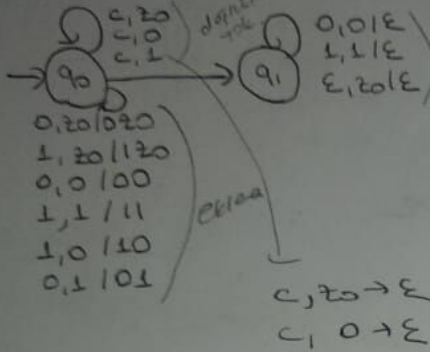 c, z0
c, 0
c, 1
q0
q1
0, 0 | ε
1, 1 | ε
ε, z0 | ε
0, z0 | 0z0
1, z0 | 1z0
0, 0 | 00
1, 1 | 11
1, 0 | 10
0, 1 | 01
c, z0 → ε
c, 0 → ε